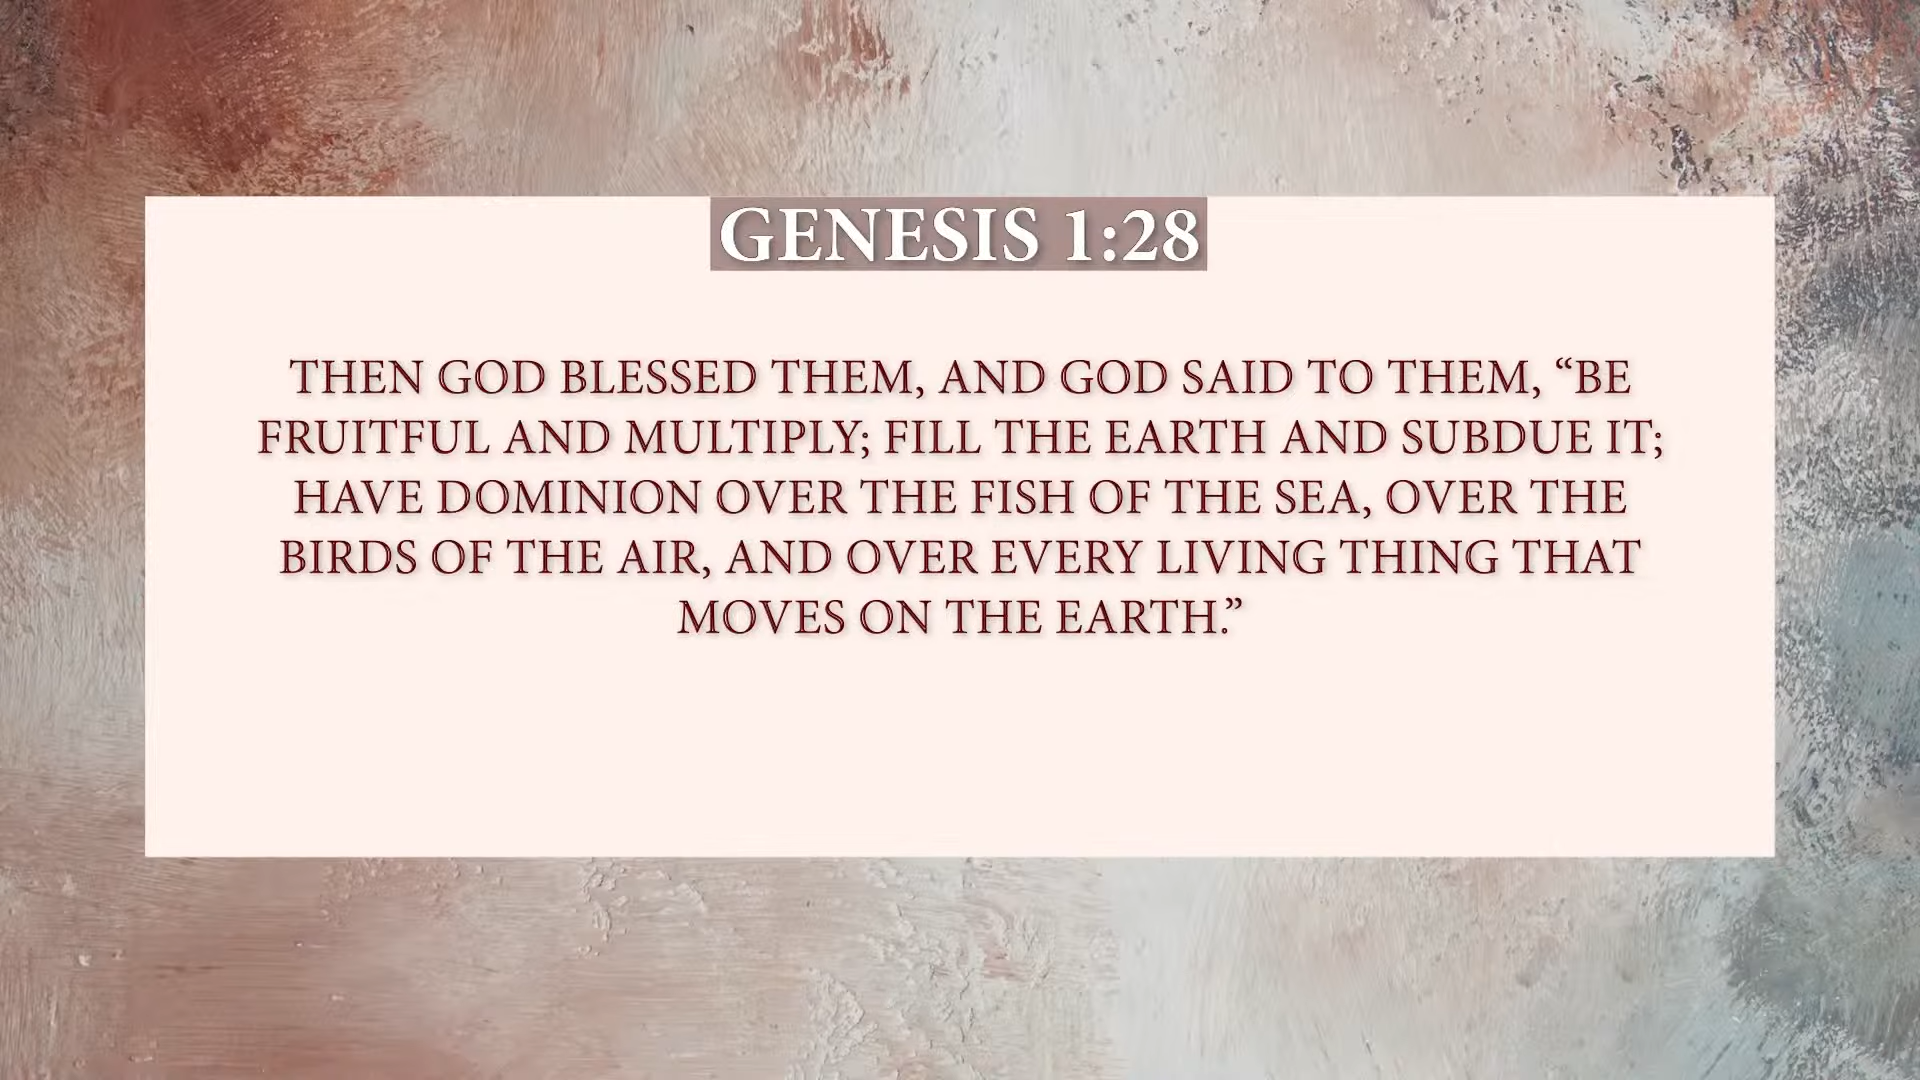 GENESIS 1:28
THEN GOD BLESSED THEM, AND GOD SAID TO THEM, “BE
FRUITFUL AND MULTIPLY; FILL THE EARTH AND SUBDUE IT;
HAVE DOMINION OVER THE FISH OF THE SEA, OVER THE
BIRDS OF THE AIR, AND OVER EVERY LIVING THING THAT
MOVES ON THE EARTH.”